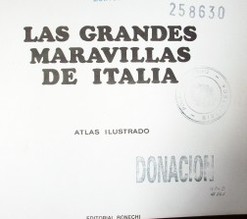 258630
LAS GRANDES
MARAVILLAS
DE ITALIA
ATLAS ILUSTRADO
DONACION
EDITORIAL BONECHI